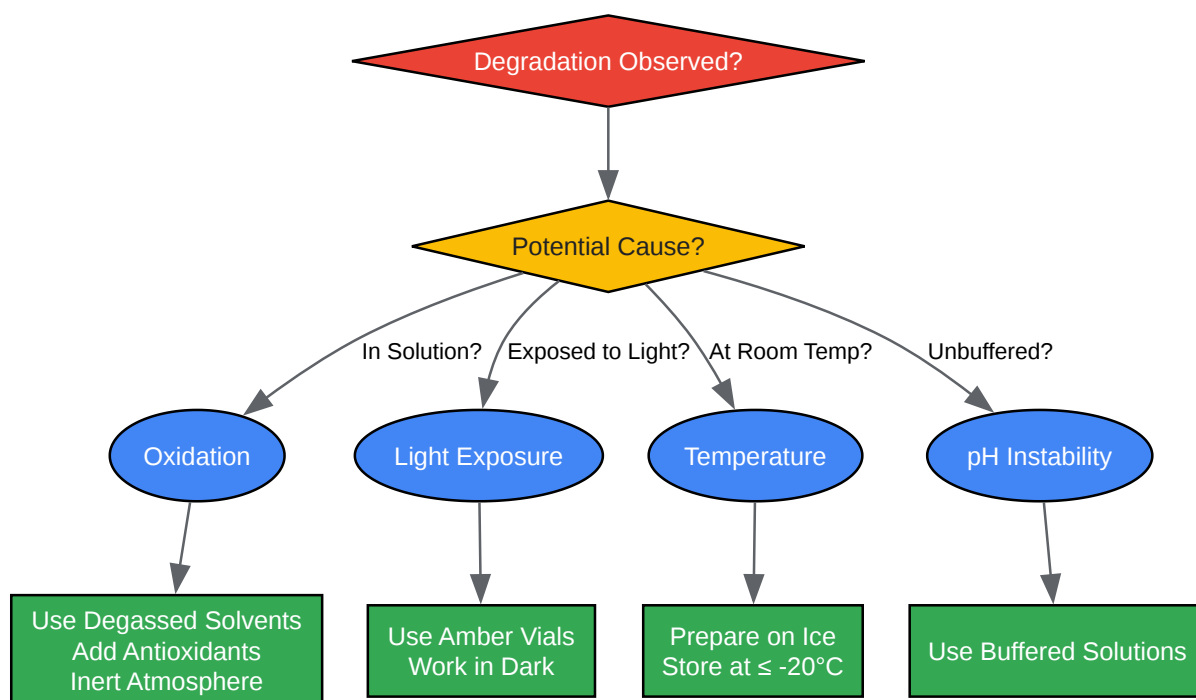 Degradation Observed?
Potential Cause?
In Solution?
Exposed to Light?
At Room Temp?
Unbuffered?
Oxidation
Light Exposure
Temperature
pH Instability
Use Degassed Solvents
Add Antioxidants
Inert Atmosphere
Use Amber Vials
Work in Dark
Prepare on Ice
Store at ≤ -20°C
Use Buffered Solutions